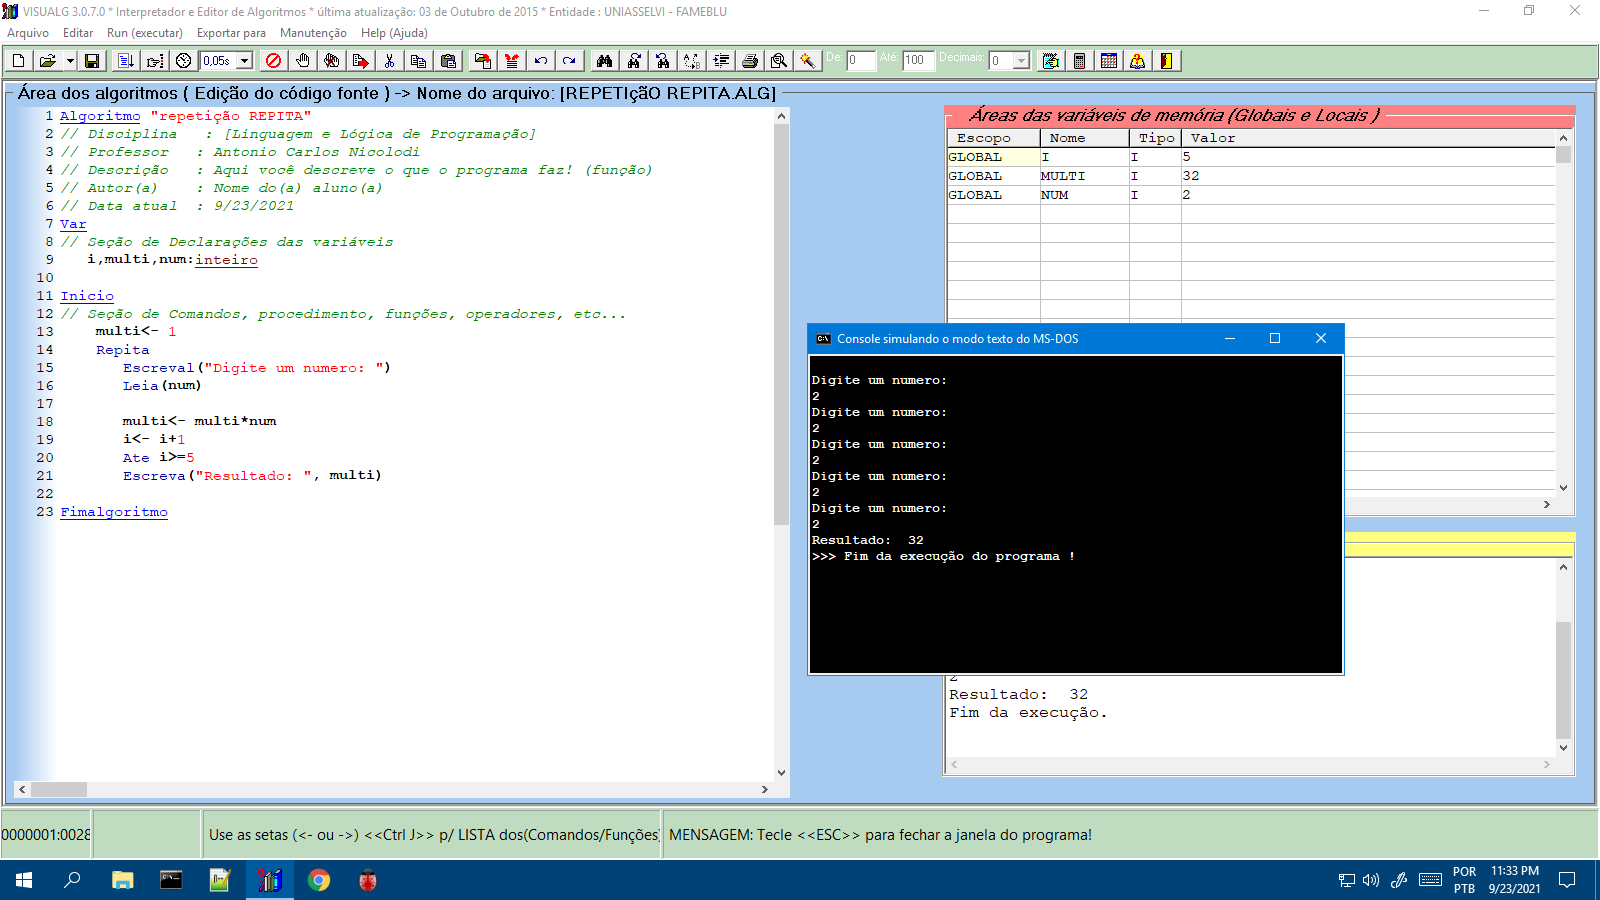 VISUALG 3.0.7.0 * Interpretador e Editor de Algoritmos * última atualização: 03 de Outubro de 2015 * Entidade : UNIASSELVI - FAMEBLU
Arquivo Editar Run (executar) Exportar para Manutenção Help (Ajuda)
0,05s De: 0 Até: 100 Decimais: 0
Área dos algoritmos ( Edição do código fonte ) -> Nome do arquivo: [REPETIçãO REPITA.ALG]
1 Algoritmo "repetição REPITA"
2 // Disciplina : [Linguagem e Lógica de Programação]
3 // Professor : Antonio Carlos Nicolodi
4 // Descrição : Aqui você descreve o que o programa faz! (função)
5 // Autor(a) : Nome do(a) aluno(a)
6 // Data atual : 9/23/2021
7 Var
8 // Seção de Declarações das variáveis
9 i,multi,num:inteiro
10
11 Inicio
12 // Seção de Comandos, procedimento, funções, operadores, etc...
13 multi<- 1
14 Repita
15 Escreval("Digite um numero: ")
16 Leia(num)
17
18 multi<- multi*num
19 i<- i+1
20 Ate i>=5
21 Escreva("Resultado: ", multi)
22
23 Fimalgoritmo
Áreas das variáveis de memória (Globais e Locais )
Escopo Nome Tipo Valor
GLOBAL I I 5
GLOBAL MULTI I 32
GLOBAL NUM I 2
Console simulando o modo texto do MS-DOS
Digite um numero:
2
Digite um numero:
2
Digite um numero:
2
Digite um numero:
2
Digite um numero:
2
Resultado: 32
>>> Fim da execução do programa !
2
Resultado: 32
Fim da execução.
0000001:0028
Use as setas (<- ou ->) <<Ctrl J>> p/ LISTA dos(Comandos/Funções)
MENSAGEM: Tecle <<ESC>> para fechar a janela do programa!
POR
PTB
11:33 PM
9/23/2021